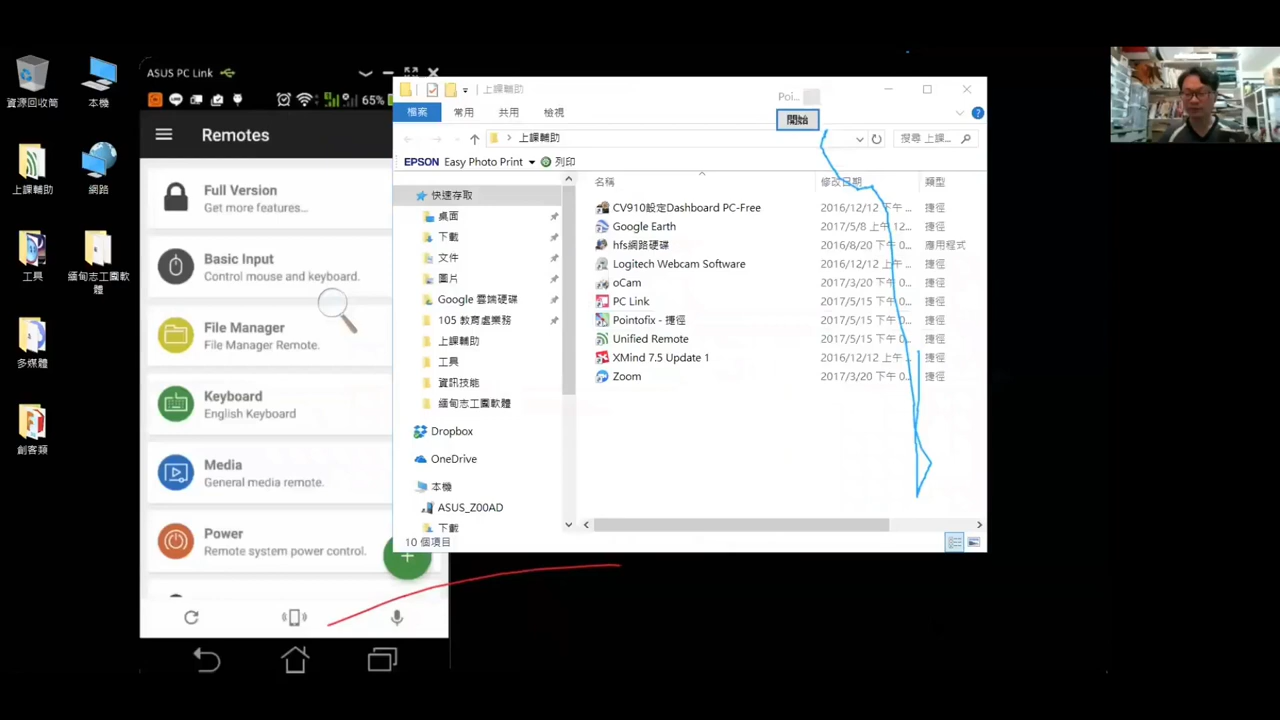 資源回收筒
本機
上課輔助
網路
工具
緬甸志工團軟
體
多媒體
創客類
ASUS PC Link
65%
Remotes
Full Version
Get more features...
Basic Input
Control mouse and keyboard.
File Manager
File Manager Remote.
Keyboard
English Keyboard
Media
General media remote.
Power
Remote system power control.
上課輔助
Poi...
開始
檔案 常用 共用 檢視
上課輔助
搜尋 上課...
EPSON Easy Photo Print 列印
快速存取
桌面
下載
文件
圖片
Google 雲端硬碟
105 教育處業務
上課輔助
工具
資訊技能
緬甸志工團軟體
Dropbox
OneDrive
本機
ASUS_Z00AD
下載
名稱 修改日期 類型
CV910設定Dashboard PC-Free 2016/12/12 下午 ... 捷徑
Google Earth 2017/5/8 上午 12... 捷徑
hfs網路硬碟 2016/8/20 下午 0... 應用程式
Logitech Webcam Software 2016/12/12 上午 ... 捷徑
oCam 2017/3/20 下午 0... 捷徑
PC Link 2017/5/15 下午 0... 捷徑
Pointofix - 捷徑 2017/5/15 下午 0... 捷徑
Unified Remote 2017/5/15 下午 0... 捷徑
XMind 7.5 Update 1 2016/12/12 上午 ... 捷徑
Zoom 2017/3/20 下午 0... 捷徑
10 個項目